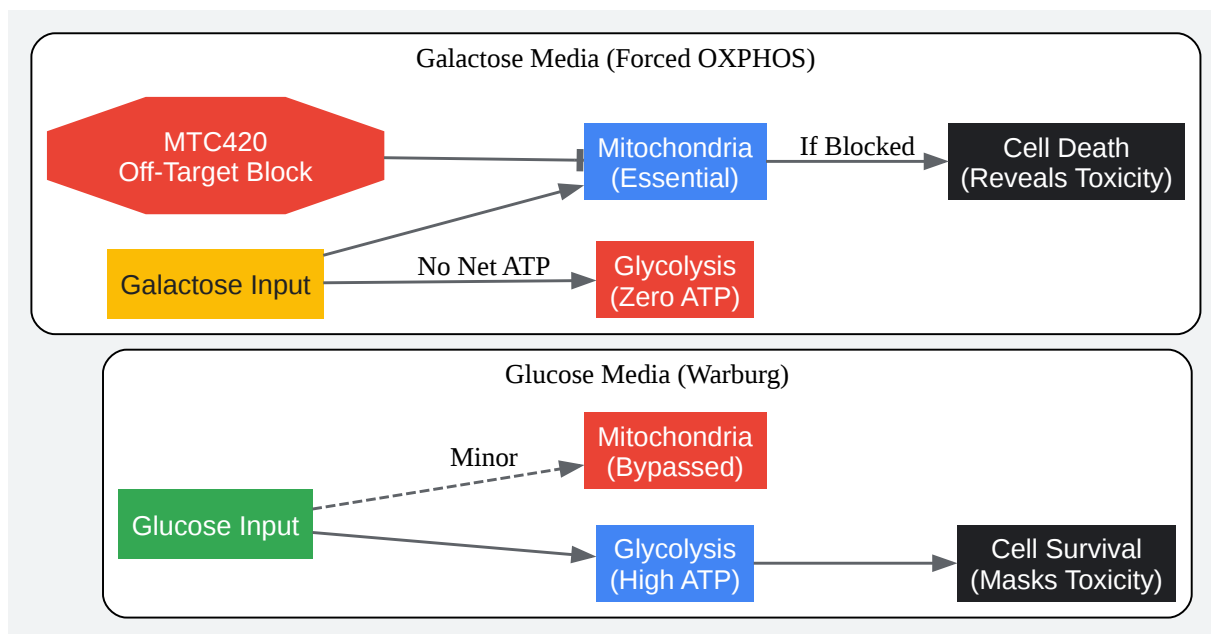 Galactose Media (Forced OXPHOS)
MTC420
Off-Target Block
Mitochondria
(Essential)
If Blocked
Cell Death
(Reveals Toxicity)
Galactose Input
No Net ATP
Glycolysis
(Zero ATP)
Glucose Media (Warburg)
Mitochondria
(Bypassed)
Minor
Glucose Input
Glycolysis
(High ATP)
Cell Survival
(Masks Toxicity)